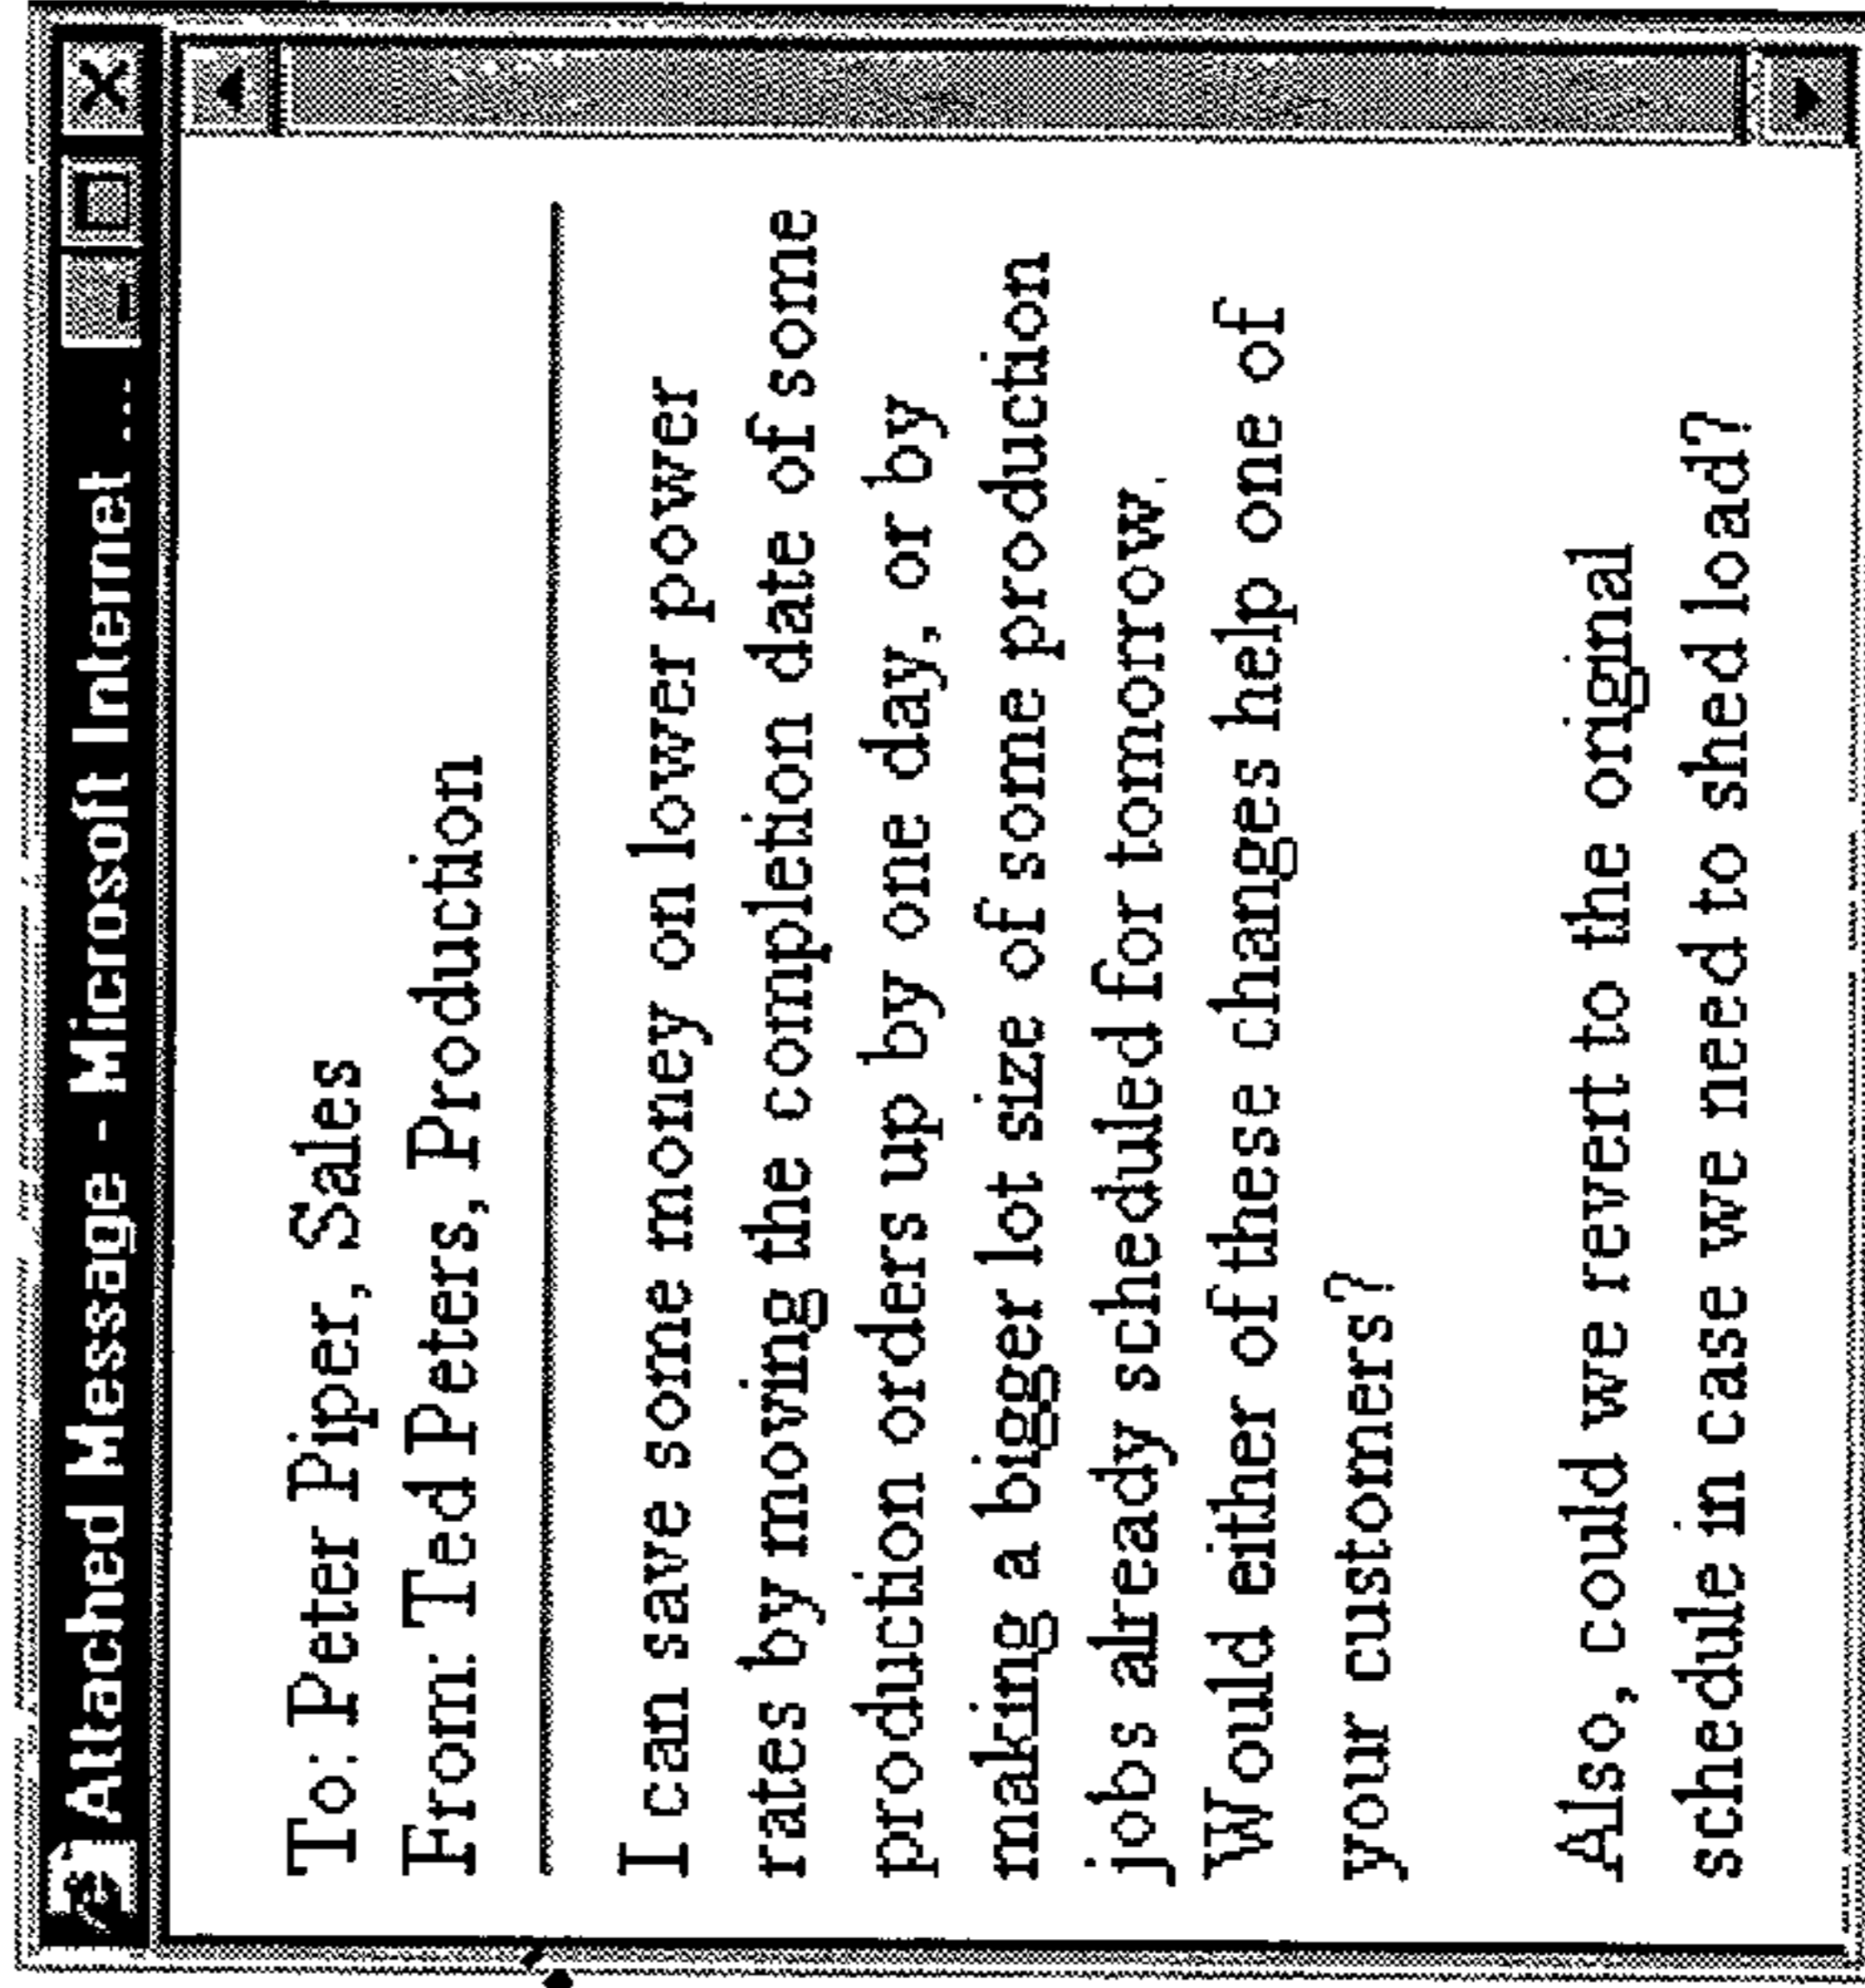 Attached Message - Microsoft Internet ...
To: Peter Piper, Sales
From: Ted Peters, Production
I can save some money on lower power
rates by moving the completion date of some
production orders up by one day, or by
making a bigger lot size of some production
jobs already scheduled for tomorrow.
Would either of these changes help one of
your customers?
Also, could we revert to the original
schedule in case we need to shed load?